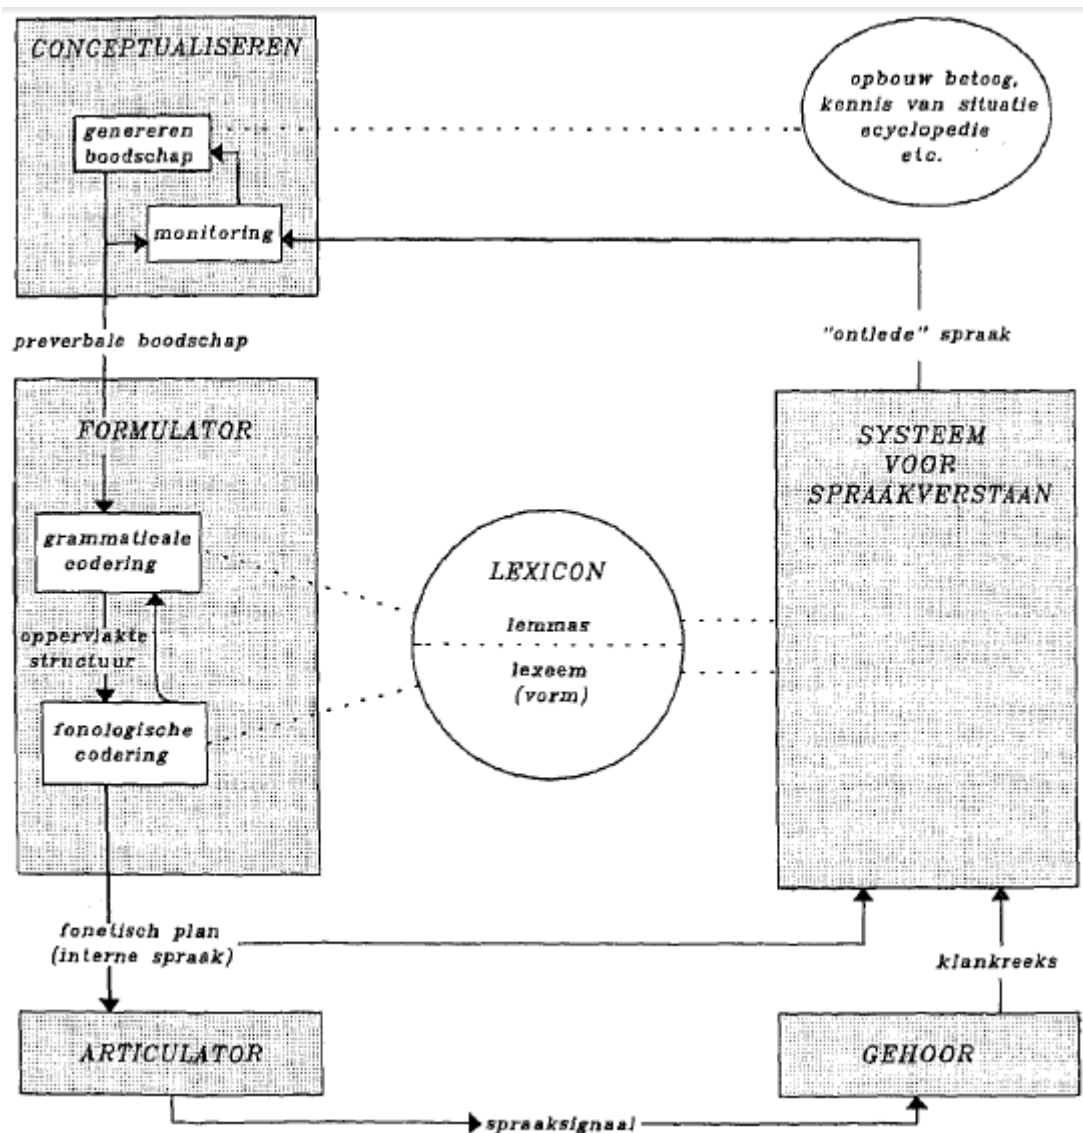 CONCEPTUALISEREN
genereren
boodschap
monitoring
opbouw betoog,
kennis van situatie
ecyclopedie
etc.
preverbale boodschap
"ontlede" spraak
FORMULATOR
grammaticale
codering
oppervlakte
structuur
fonologische
codering
LEXICON
lemmas
lexeem
(vorm)
SYSTEEM
VOOR
SPRAAKVERSTAAN
fonetisch plan
(interne spraak)
klankreeks
ARTICULATOR
GEHOOR
spraaksignaal